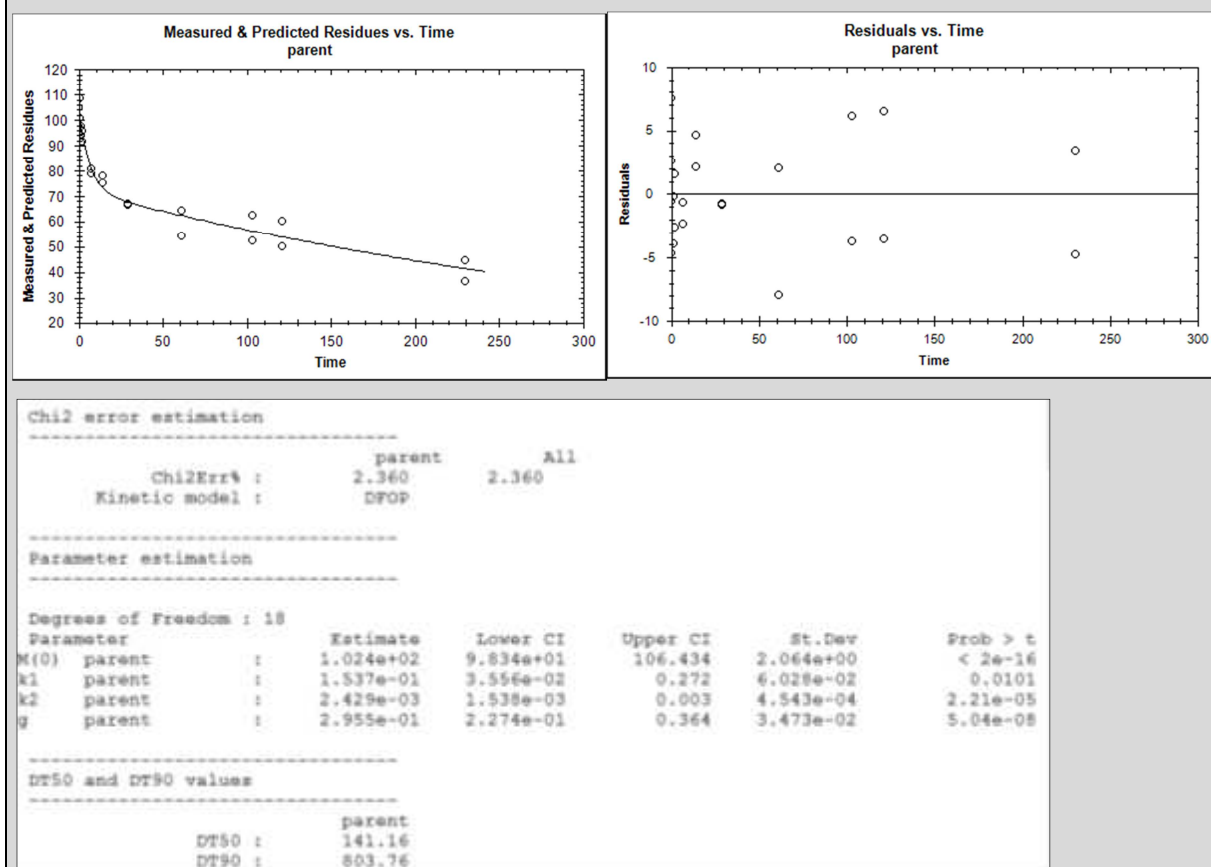 Measured & Predicted Residues vs. Time
parent
Measured & Predicted Residues
120
110
100
90
80
70
60
50
40
30
20
0 50 100 150 200 250 300
Time
Residuals vs. Time
parent
Residuals
10
5
0
-5
-10
0 50 100 150 200 250 300
Time
Chi2 error estimation
---------------------------------
parent All
Chi2Err% : 2.360 2.360
Kinetic model : DFOP
---------------------------------
Parameter estimation
---------------------------------
Degrees of Freedom : 18
Parameter Estimate Lower CI Upper CI St.Dev Prob > t
M(0) parent : 1.024e+02 9.834e+01 106.434 2.064e+00 < 2e-16
k1 parent : 1.537e-01 3.556e-02 0.272 6.028e-02 0.0101
k2 parent : 2.429e-03 1.538e-03 0.003 4.543e-04 2.21e-05
g parent : 2.955e-01 2.274e-01 0.364 3.473e-02 5.04e-08
---------------------------------
DT50 and DT90 values
---------------------------------
parent
DT50 : 141.16
DT90 : 803.76